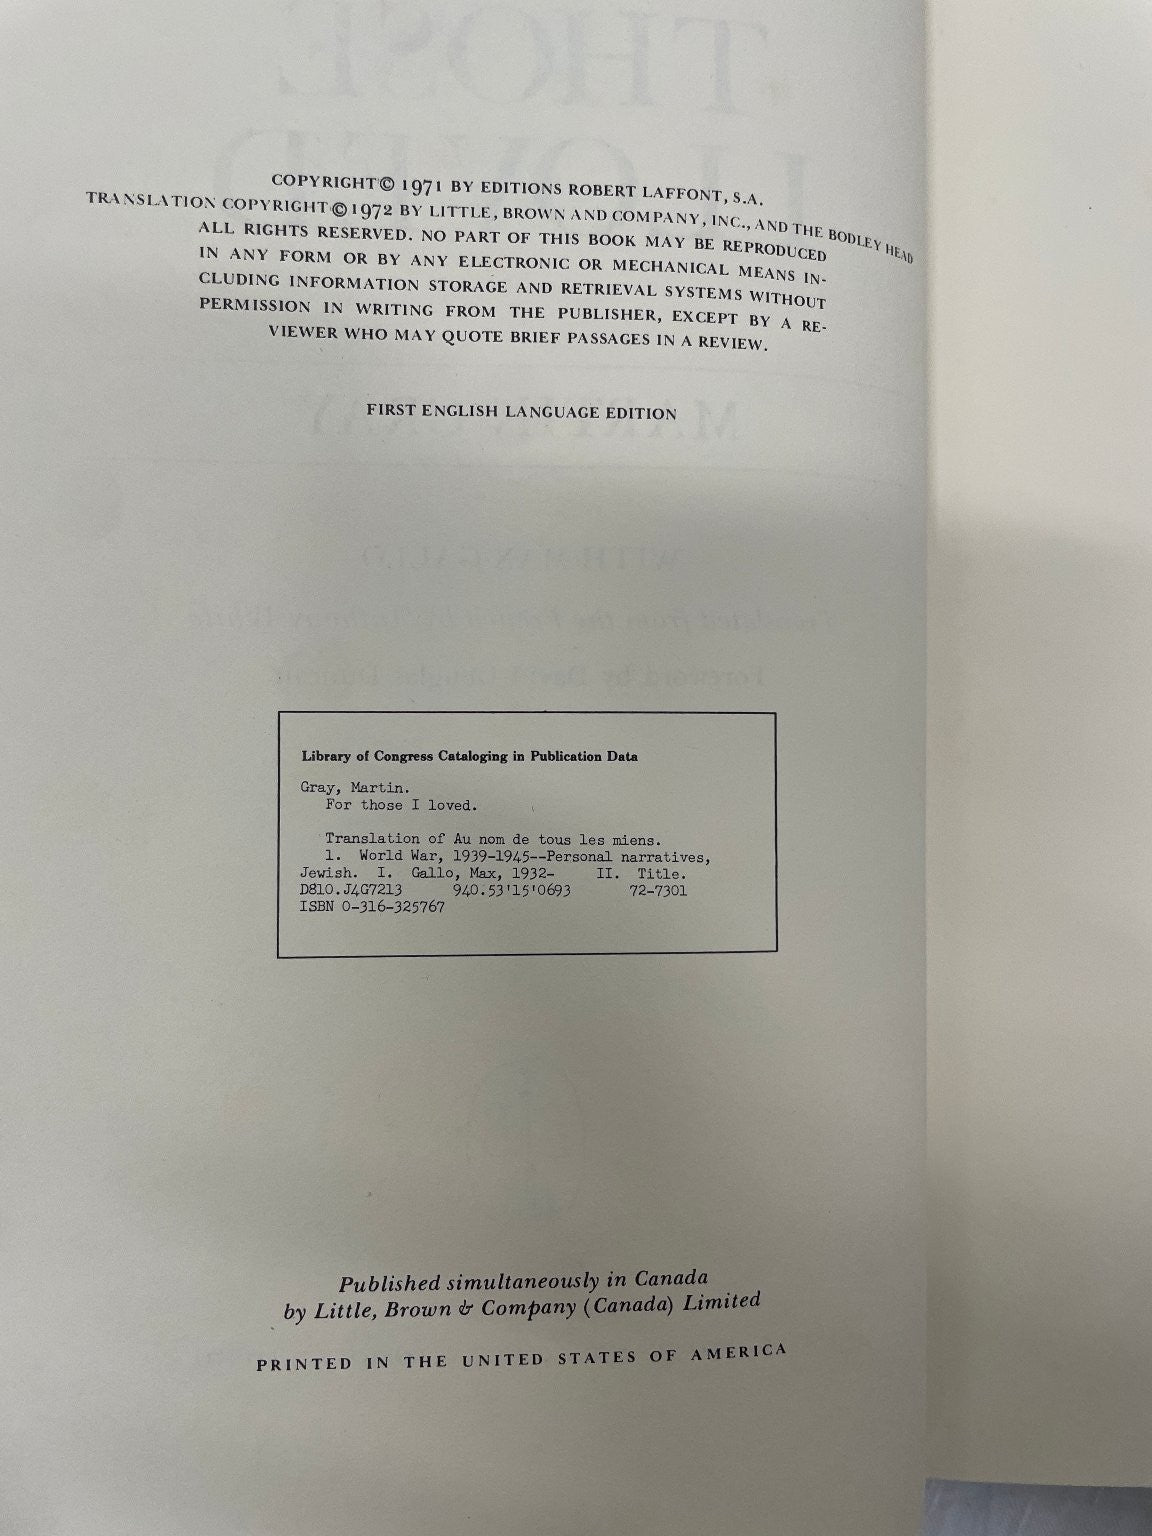 COPYRIGHT © 1971 BY EDITIONS ROBERT LAFFONT, S.A.
TRANSLATION COPYRIGHT © 1972 BY LITTLE, BROWN AND COMPANY, INC., AND THE BODLEY HEAD
ALL RIGHTS RESERVED. NO PART OF THIS BOOK MAY BE REPRODUCED
IN ANY FORM OR BY ANY ELECTRONIC OR MECHANICAL MEANS IN-
CLUDING INFORMATION STORAGE AND RETRIEVAL SYSTEMS WITHOUT
PERMISSION IN WRITING FROM THE PUBLISHER, EXCEPT BY A RE-
VIEWER WHO MAY QUOTE BRIEF PASSAGES IN A REVIEW.
FIRST ENGLISH LANGUAGE EDITION
Library of Congress Cataloging in Publication Data
Gray, Martin.
For those I loved.
Translation of Au nom de tous les miens.
1. World War, 1939-1945--Personal narratives,
Jewish. I. Gallo, Max, 1932- II. Title.
D810.J4G7213 940.53'15'0693 72-7301
ISBN 0-316-325767
Published simultaneously in Canada
by Little, Brown & Company (Canada) Limited
PRINTED IN THE UNITED STATES OF AMERICA